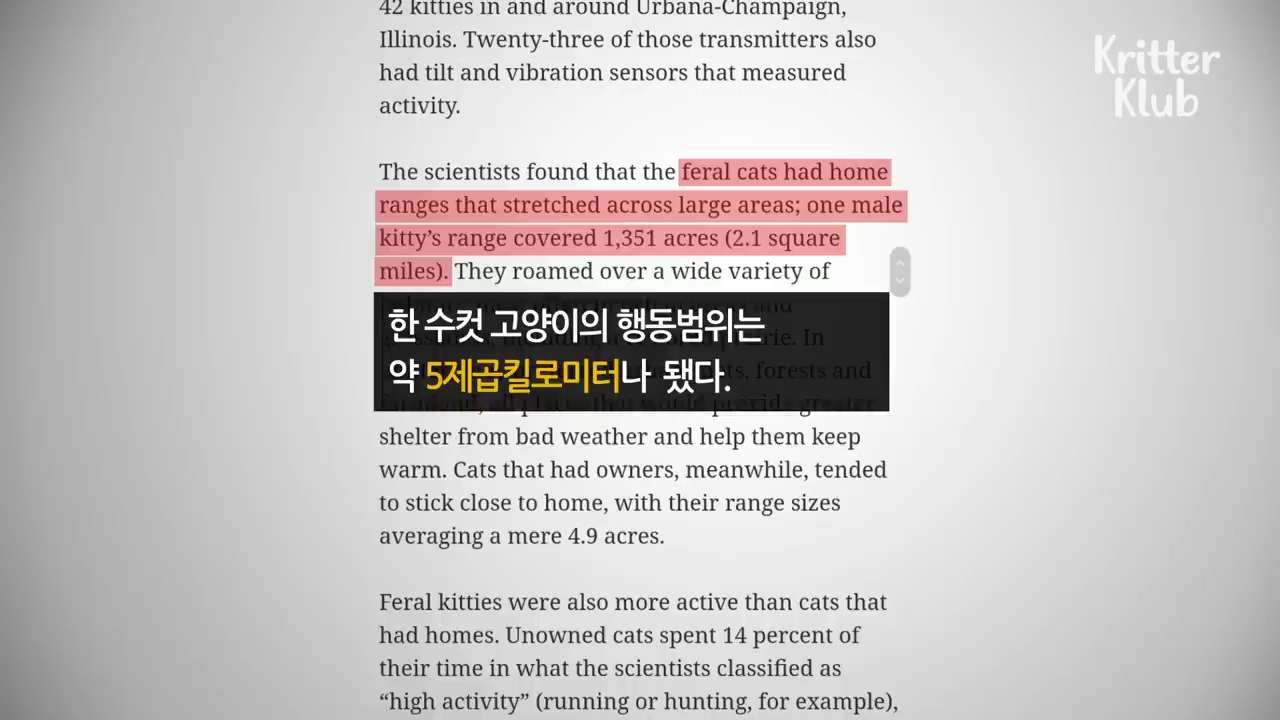 42 kitties in and around Urbana-Champaign,
Illinois. Twenty-three of those transmitters also
had tilt and vibration sensors that measured
activity.
Kritter
Klub
The scientists found that the feral cats had home
ranges that stretched across large areas; one male
kitty’s range covered 1,351 acres (2.1 square
miles). They roamed over a wide variety of
한 수컷 고양이의 행동범위는
약 5제곱킬로미터나 됐다.
and
In
forests and
shelter from bad weather and help them keep
warm. Cats that had owners, meanwhile, tended
to stick close to home, with their range sizes
averaging a mere 4.9 acres.
Feral kitties were also more active than cats that
had homes. Unowned cats spent 14 percent of
their time in what the scientists classified as
“high activity” (running or hunting, for example),